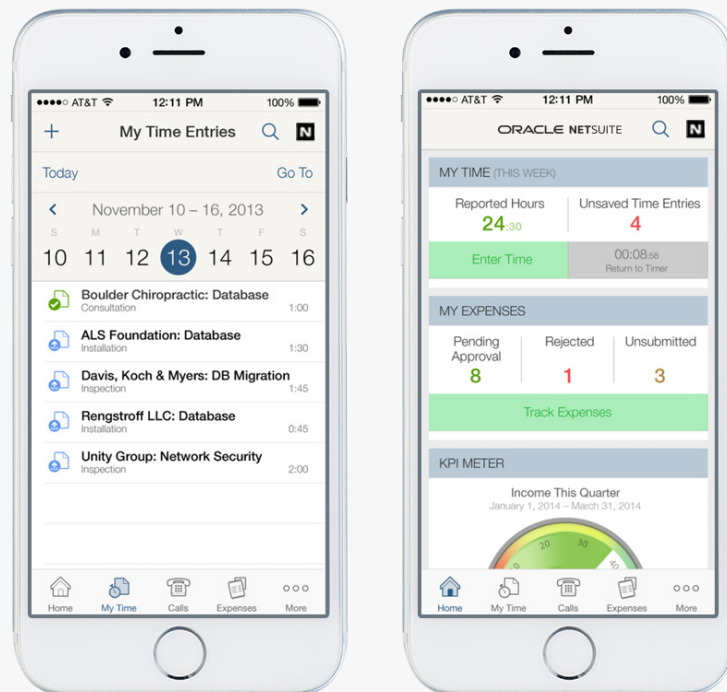 AT&T 12:11 PM 100%
+ My Time Entries N
Today Go To
< November 10 – 16, 2013 >
S M T W T F S
10 11 12 13 14 15 16
Boulder Chiropractic: Database
Consultation 1:00
ALS Foundation: Database
Installation 1:30
Davis, Koch & Myers: DB Migration
Inspection 1:45
Rengstroff LLC: Database
Installation 0:45
Unity Group: Network Security
Inspection 2:00
Home My Time Calls Expenses More
AT&T 12:11 PM 100%
ORACLE NETSUITE N
MY TIME (THIS WEEK)
Reported Hours Unsaved Time Entries
24:30 4
Enter Time 00:08:58
Return to Timer
MY EXPENSES
Pending Approval Rejected Unsubmitted
8 1 3
Track Expenses
KPI METER
Income This Quarter
January 1, 2014 – March 31, 2014
10 20 30 40
Home My Time Calls Expenses More